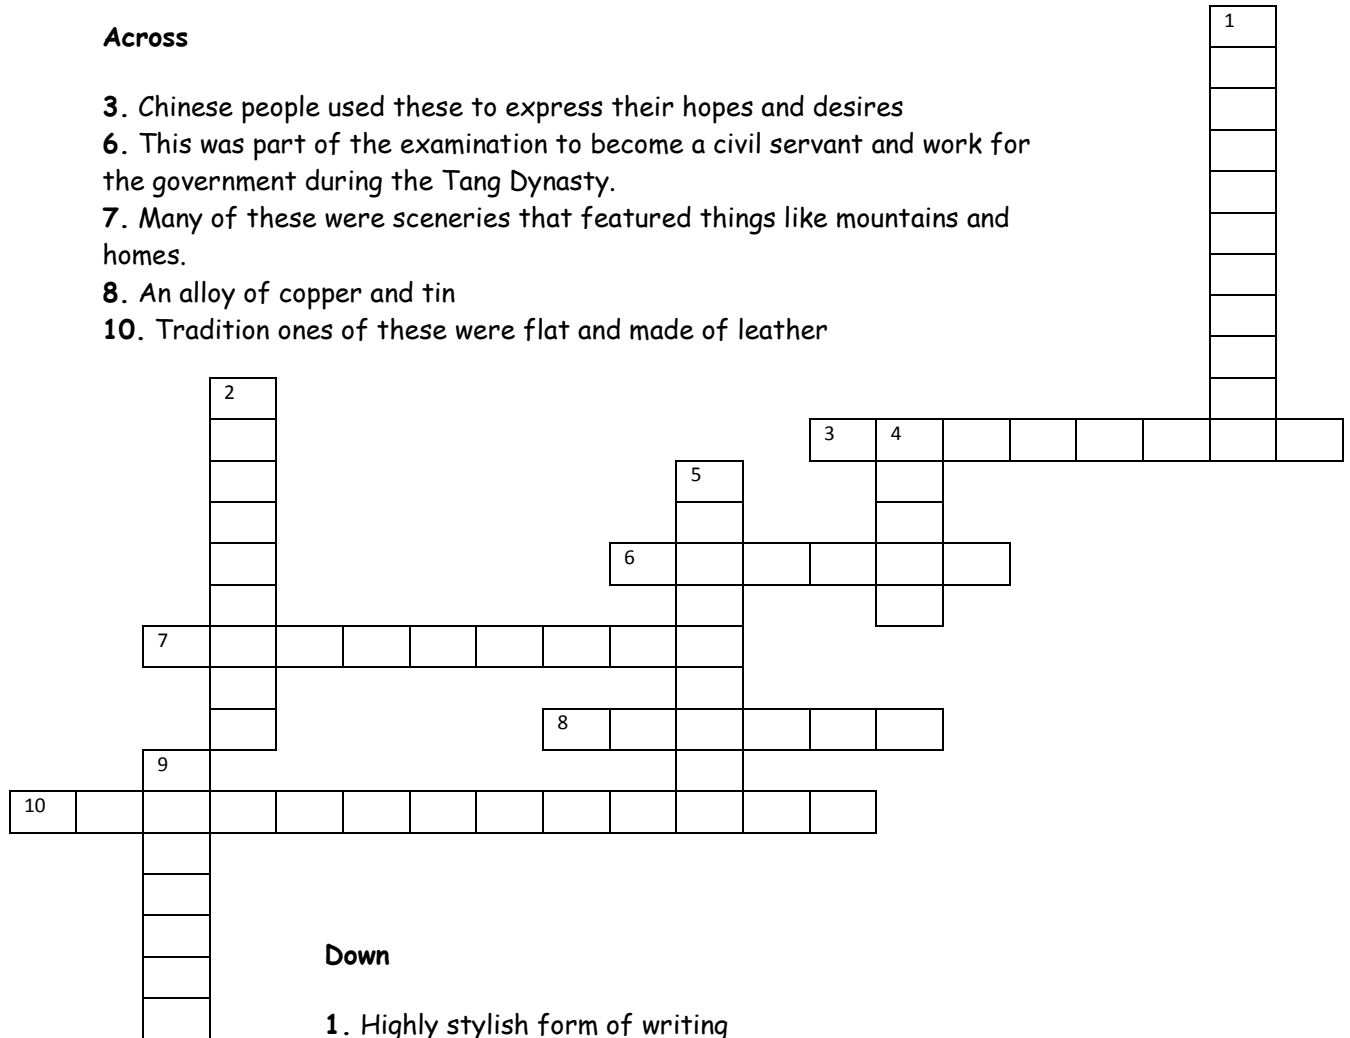 1
Across
3. Chinese people used these to express their hopes and desires
6. This was part of the examination to become a civil servant and work for
the government during the Tang Dynasty.
7. Many of these were sceneries that featured things like mountains and
homes.
8. An alloy of copper and tin
10. Tradition ones of these were flat and made of leather
2
3 4
5
6
7
8
9
10
Down
1. Highly stylish form of writing